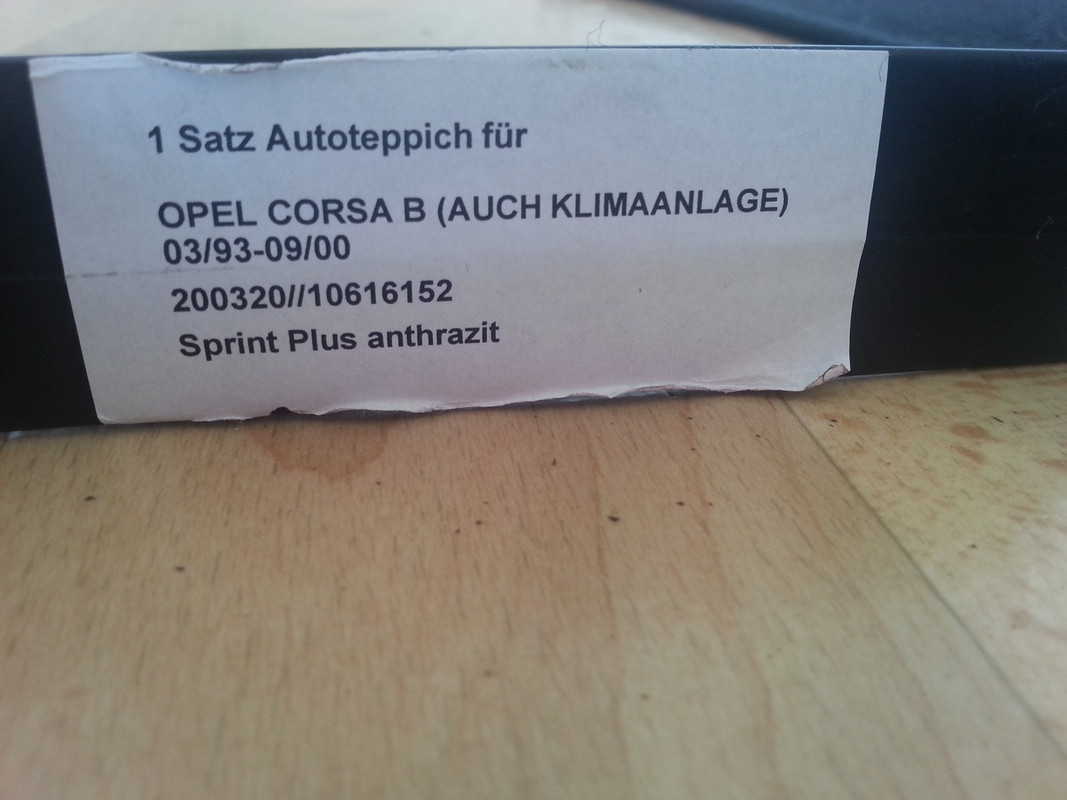 1 Satz Autoteppich für
OPEL CORSA B (AUCH KLIMAANLAGE)
03/93-09/00
200320//10616152
Sprint Plus anthrazit